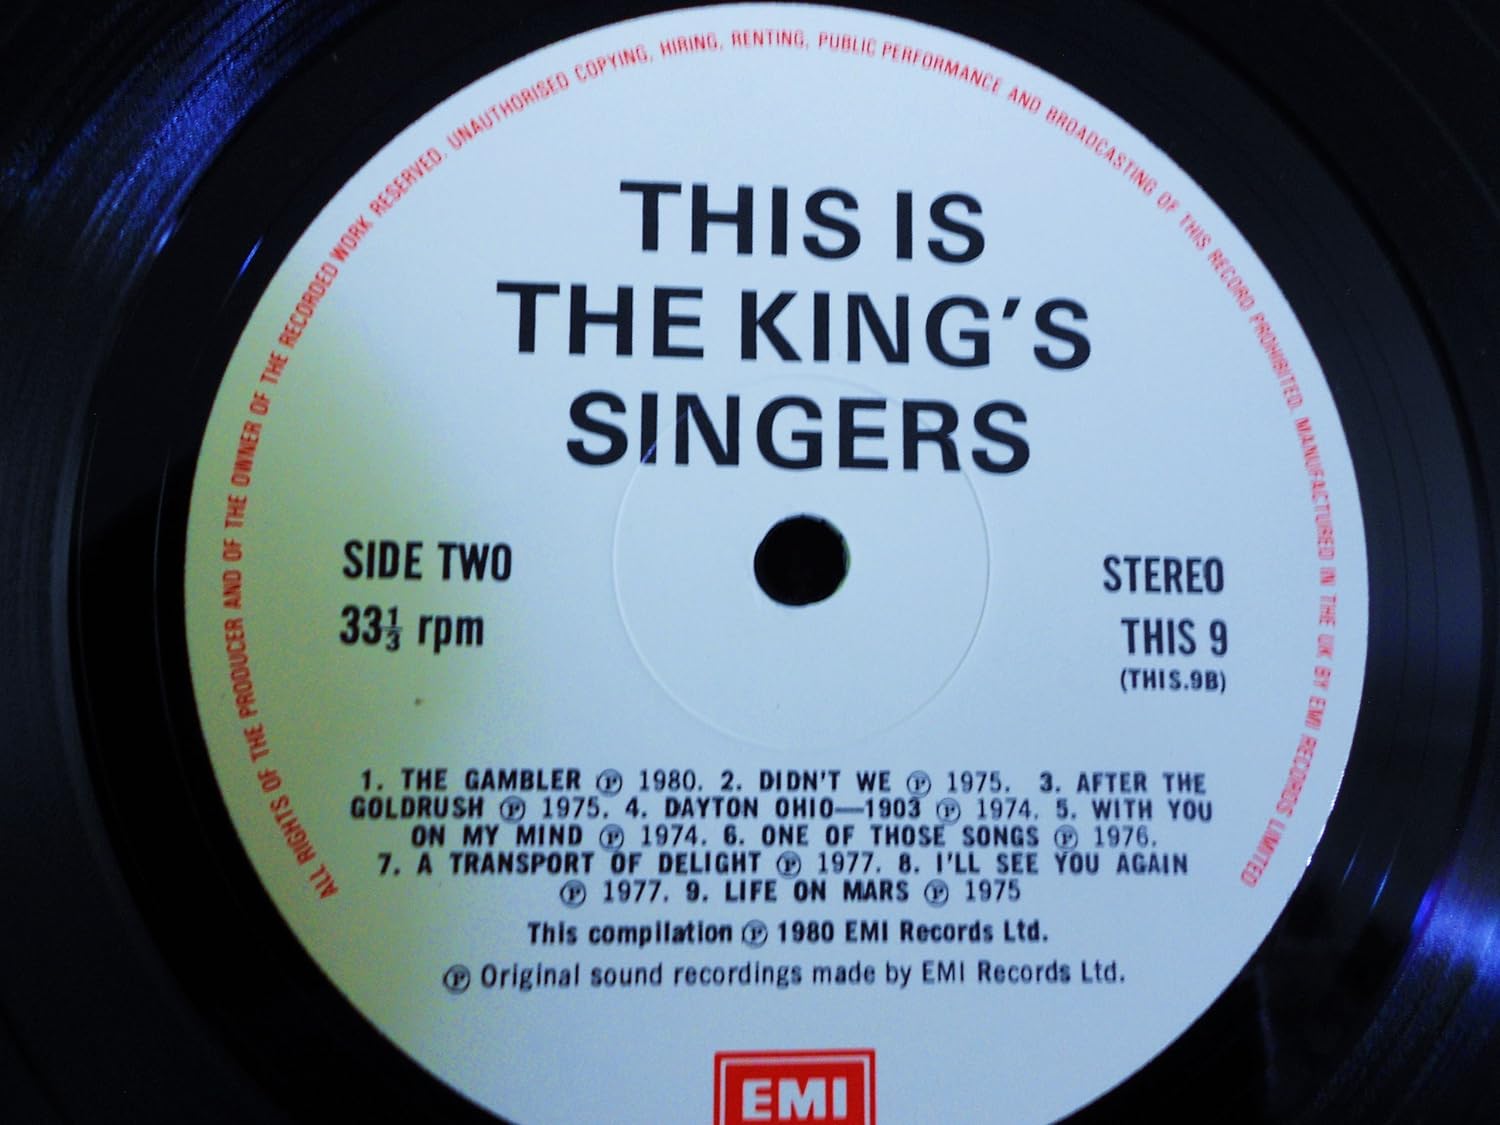 ALL RIGHTS OF THE PRODUCER AND OF THE OWNER OF THE RECORDED WORK RESERVED. UNAUTHORISED COPYING, HIRING, RENTING, PUBLIC PERFORMANCE AND BROADCASTING OF THIS RECORD PROHIBITED. MANUFACTURED IN THE UK BY EMI RECORDS LIMITED
THIS IS
THE KING'S
SINGERS
SIDE TWO
33⅓ rpm
STEREO
THIS 9
(THIS.9B)
1. THE GAMBLER ℗ 1980. 2. DIDN'T WE ℗ 1975. 3. AFTER THE
GOLDRUSH ℗ 1975. 4. DAYTON OHIO—1903 ℗ 1974. 5. WITH YOU
ON MY MIND ℗ 1974. 6. ONE OF THOSE SONGS ℗ 1976.
7. A TRANSPORT OF DELIGHT ℗ 1977. 8. I'LL SEE YOU AGAIN
℗ 1977. 9. LIFE ON MARS ℗ 1975
This compilation ℗ 1980 EMI Records Ltd.
℗ Original sound recordings made by EMI Records Ltd.
EMI